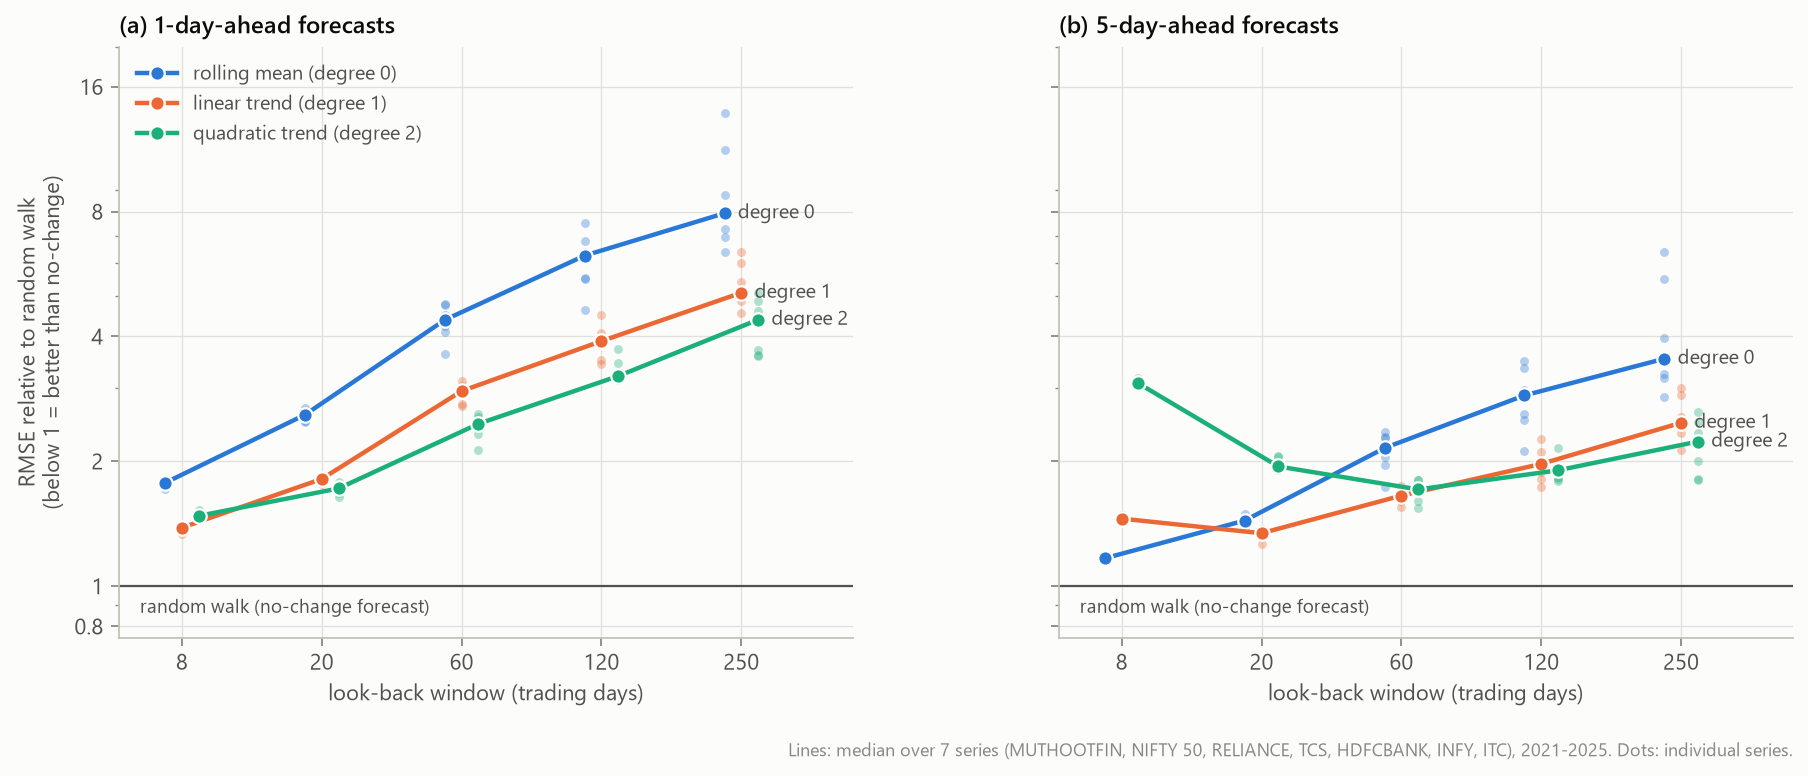 (a) 1-day-ahead forecasts
rolling mean (degree 0)
linear trend (degree 1)
quadratic trend (degree 2)
RMSE relative to random walk
(below 1 = better than no-change)
16
8
4
2
1
0.8
degree 0
degree 1
degree 2
random walk (no-change forecast)
8 20 60 120 250
look-back window (trading days)
(b) 5-day-ahead forecasts
degree 0
degree 1
degree 2
random walk (no-change forecast)
8 20 60 120 250
look-back window (trading days)
Lines: median over 7 series (MUTHOOTFIN, NIFTY 50, RELIANCE, TCS, HDFCBANK, INFY, ITC), 2021-2025. Dots: individual series.